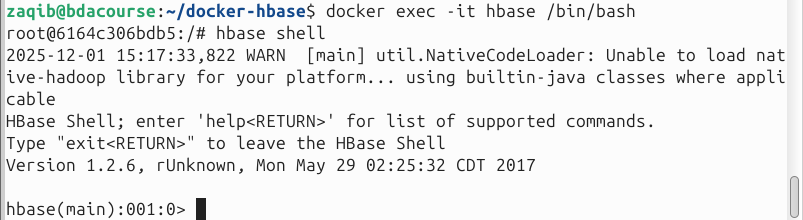 zaqib@bdacourse:~/docker-hbase$ docker exec -it hbase /bin/bash
root@6164c306bdb5:/# hbase shell
2025-12-01 15:17:33,822 WARN  [main] util.NativeCodeLoader: Unable to load nat
ive-hadoop library for your platform... using builtin-java classes where appli
cable
HBase Shell; enter 'help<RETURN>' for list of supported commands.
Type "exit<RETURN>" to leave the HBase Shell
Version 1.2.6, rUnknown, Mon May 29 02:25:32 CDT 2017
hbase(main):001:0>